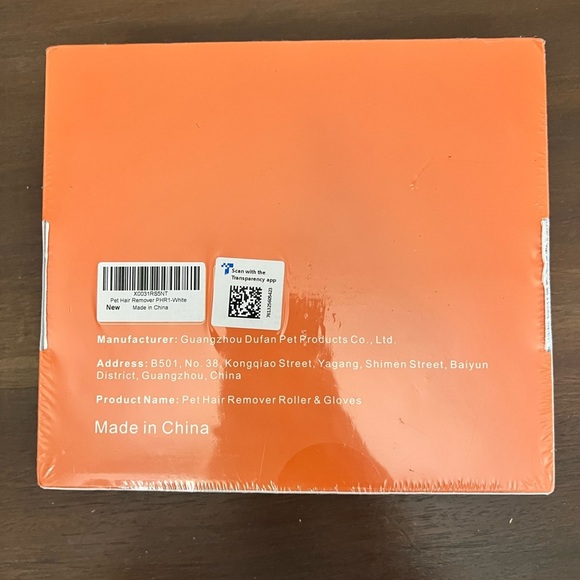 X0031RS5NT
Pet Hair Remover PHR1-White
New
Made in China
Scan with the
Transparency app
Manufacturer: Guangzhou Dufan Pet Products Co., Ltd.
Address: B501, No. 38, Kongqiao Street, Yagang, Shimen Street, Baiyun
District, Guangzhou, China
Product Name: Pet Hair Remover Roller & Gloves
Made in China